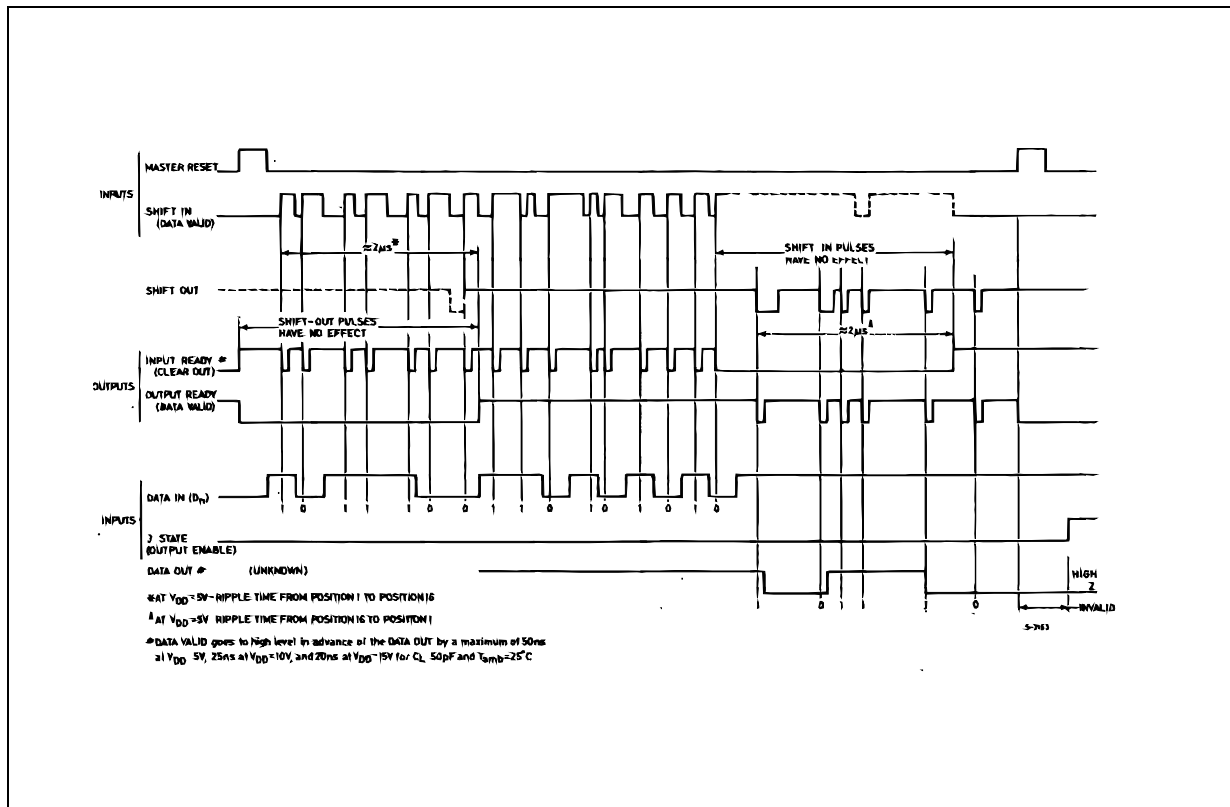 MASTER RESET
INPUTS
SHIFT IN
(DATA VALID)
≈2μs*
SHIFT IN PULSES
HAVE NO EFFECT
SHIFT OUT
SHIFT-OUT PULSES
HAVE NO EFFECT
≈2μs Δ
INPUT READY #
(CLEAR OUT)
OUTPUTS
OUTPUT READY
(DATA VALID)
DATA IN (Dn)
1 0 1 1 1 0 0 1 1 0 1 0 1 0 1 0
INPUTS
3 STATE
(OUTPUT ENABLE)
DATA OUT # (UNKNOWN)
HIGH
Z
1 0 1 1 1 0
INVALID
*AT VDD=5V-RIPPLE TIME FROM POSITION 1 TO POSITION 16
Δ AT VDD=5V RIPPLE TIME FROM POSITION 16 TO POSITION 1
#DATA VALID goes to high level in advance of the DATA OUT by a maximum of 50ns
at VDD 5V, 25ns at VDD=10V, and 20ns at VDD=15V for CL 50pF and Tamb=25°C